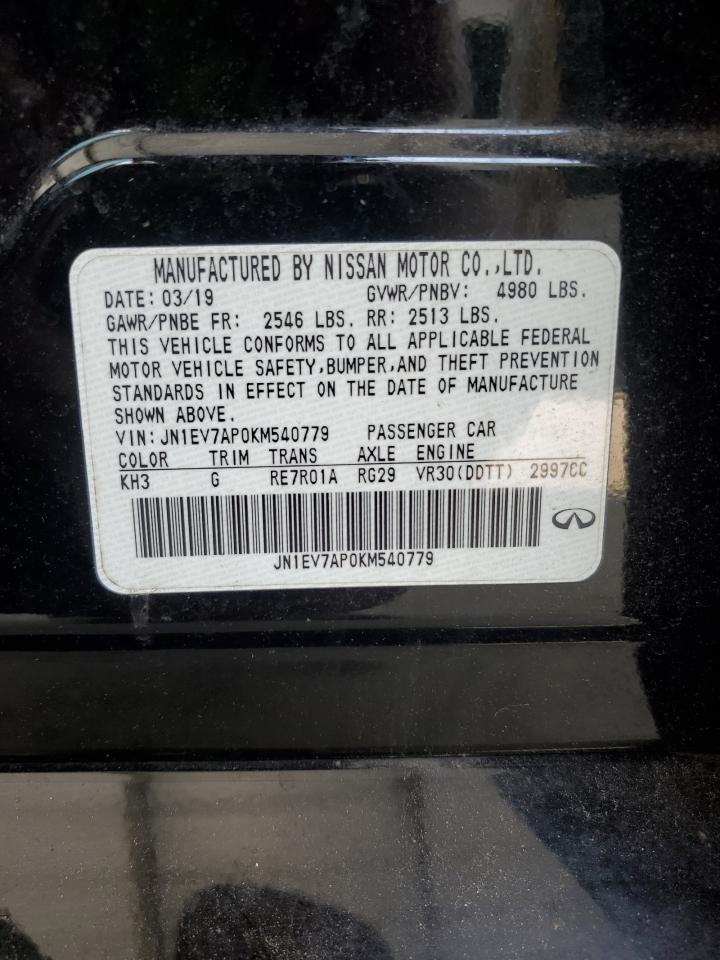 MANUFACTURED BY NISSAN MOTOR CO.,LTD.
DATE: 03/19 GVWR/PNBV: 4980 LBS.
GAWR/PNBE FR: 2546 LBS. RR: 2513 LBS.
THIS VEHICLE CONFORMS TO ALL APPLICABLE FEDERAL
MOTOR VEHICLE SAFETY,BUMPER,AND THEFT PREVENTION
STANDARDS IN EFFECT ON THE DATE OF MANUFACTURE
SHOWN ABOVE.
VIN:JN1EV7AP0KM540779 PASSENGER CAR
COLOR TRIM TRANS AXLE ENGINE
KH3 G RE7R01A RG29 VR30(DDTT) 2997CC
JN1EV7AP0KM540779